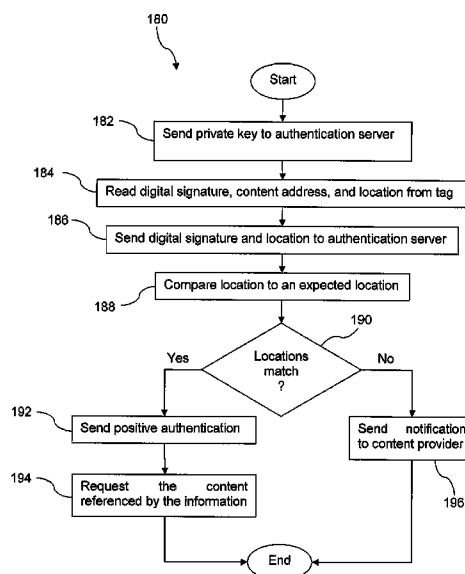 180
Start
182
Send private key to authentication server
184
Read digital signature, content address, and location from tag
186
Send digital signature and location to authentication server
Compare location to an expected location
188
190
Yes
Locations
match
?
No
192
Send positive authentication
Send notification
to content provider
194
Request the content
referenced by the information
196
End